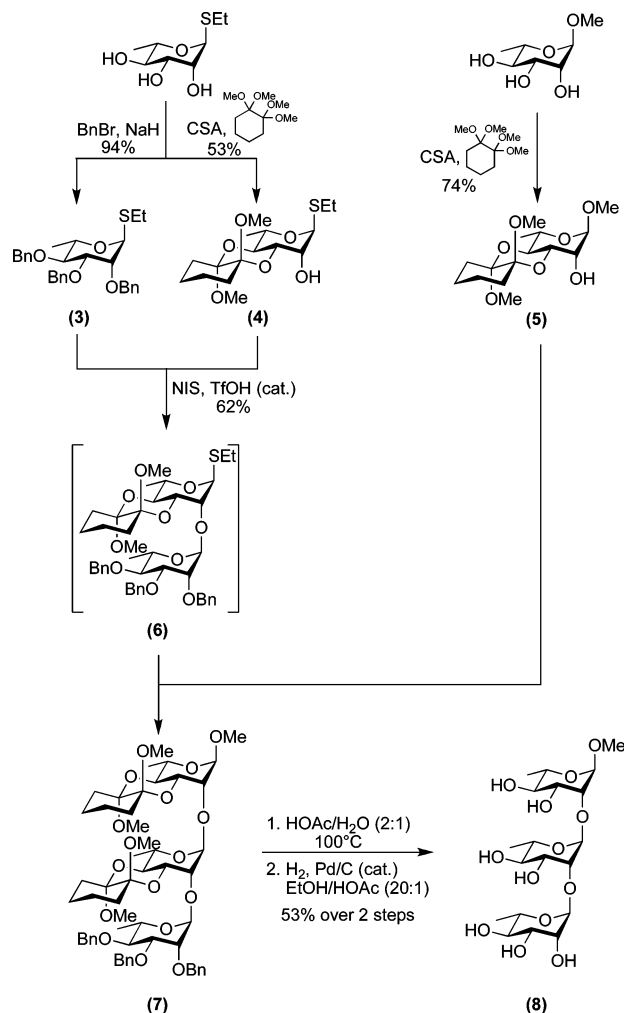 SEt
HO
HO
OH
OMe
HO
HO
OH
BnBr, NaH
94%
CSA,
MeO OMe
OMe
OMe
53%
MeO OMe
OMe
OMe
CSA,
74%
SEt
O
BnO
BnO
OBn
(3)
OMe
SEt
O
O
O
OH
OMe
(4)
OMe
OMe
O
O
O
OH
OMe
(5)
NIS, TfOH (cat.)
62%
OMe
SEt
O
O
O
O
OMe
O
BnO
BnO
OBn
(6)
OMe
OMe
O
O
O
O
OMe
OMe
O
O
O
O
OMe
O
BnO
BnO
OBn
(7)
1. HOAc/H2O (2:1)
100°C
2. H2, Pd/C (cat.)
EtOH/HOAc (20:1)
53% over 2 steps
OMe
O
HO
HO
O
O
HO
HO
O
O
HO
HO
OH
(8)